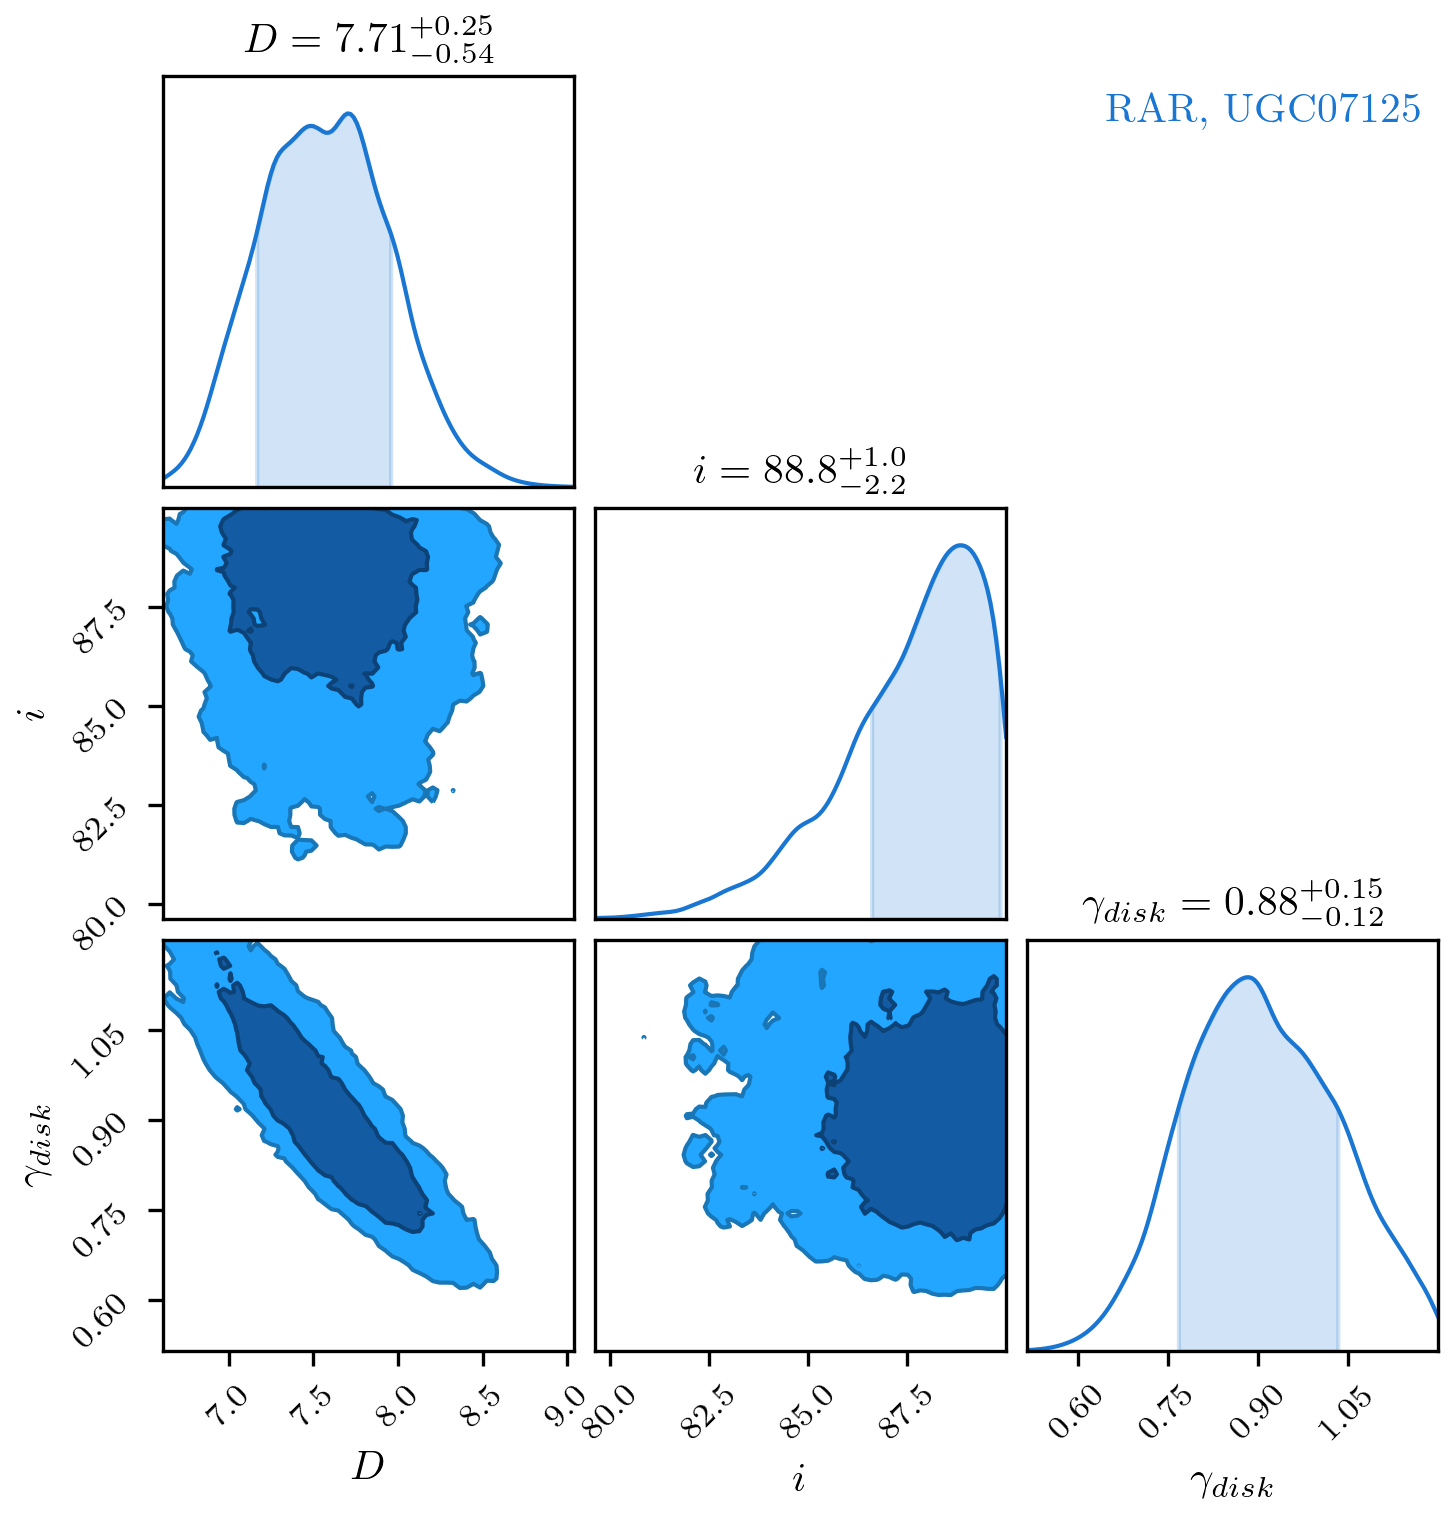 D = 7.71^{+0.25}_{-0.54}
RAR, UGC07125
i = 88.8^{+1.0}_{-2.2}
i
87.5
85.0
82.5
80.0
γ_{disk} = 0.88^{+0.15}_{-0.12}
γ_{disk}
1.05
0.90
0.75
0.60
7.0 7.5 8.0 8.5 9.0
80.0 82.5 85.0 87.5
0.60 0.75 0.90 1.05
D
i
γ_{disk}